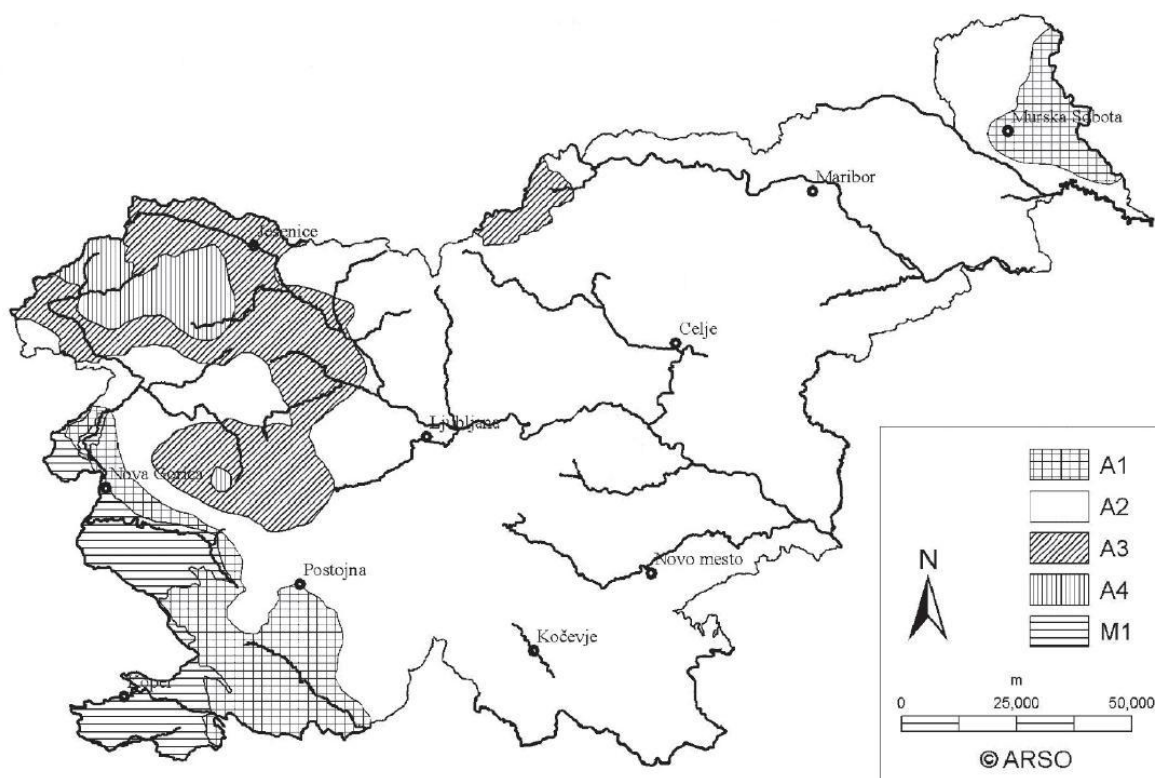 Murska Sobota
Maribor
Jesenice
Celje
Ljubljana
Nova Gorica
Novo mesto
Postojna
Kočevje
Koper
A1
A2
A3
A4
M1
N
m
0 25,000 50,000
© ARSO